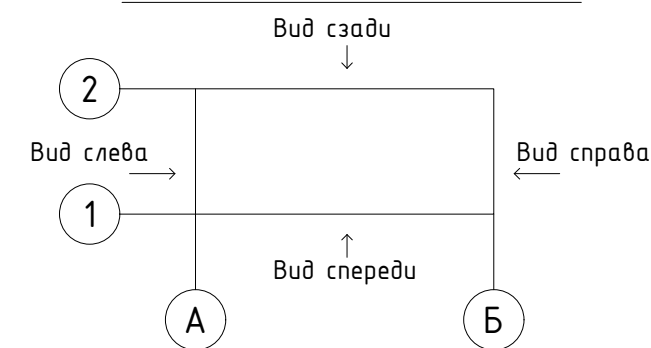 Вид сзади
2
Вид слева
Вид справа
1
Вид спереди
А
Б